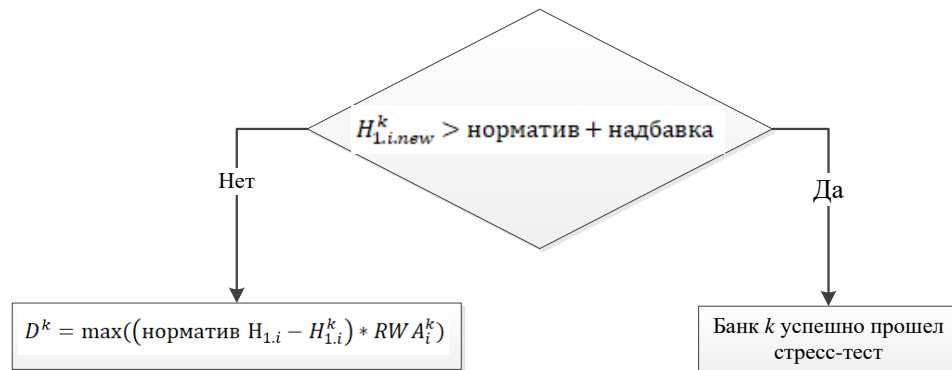 H^k_{1.i.new} > норматив + надбавка
Нет
Да
D^k = max((норматив H_{1.i} − H^k_{1.i}) * RWA^k_i)
Банк k успешно прошел
стресс-тест